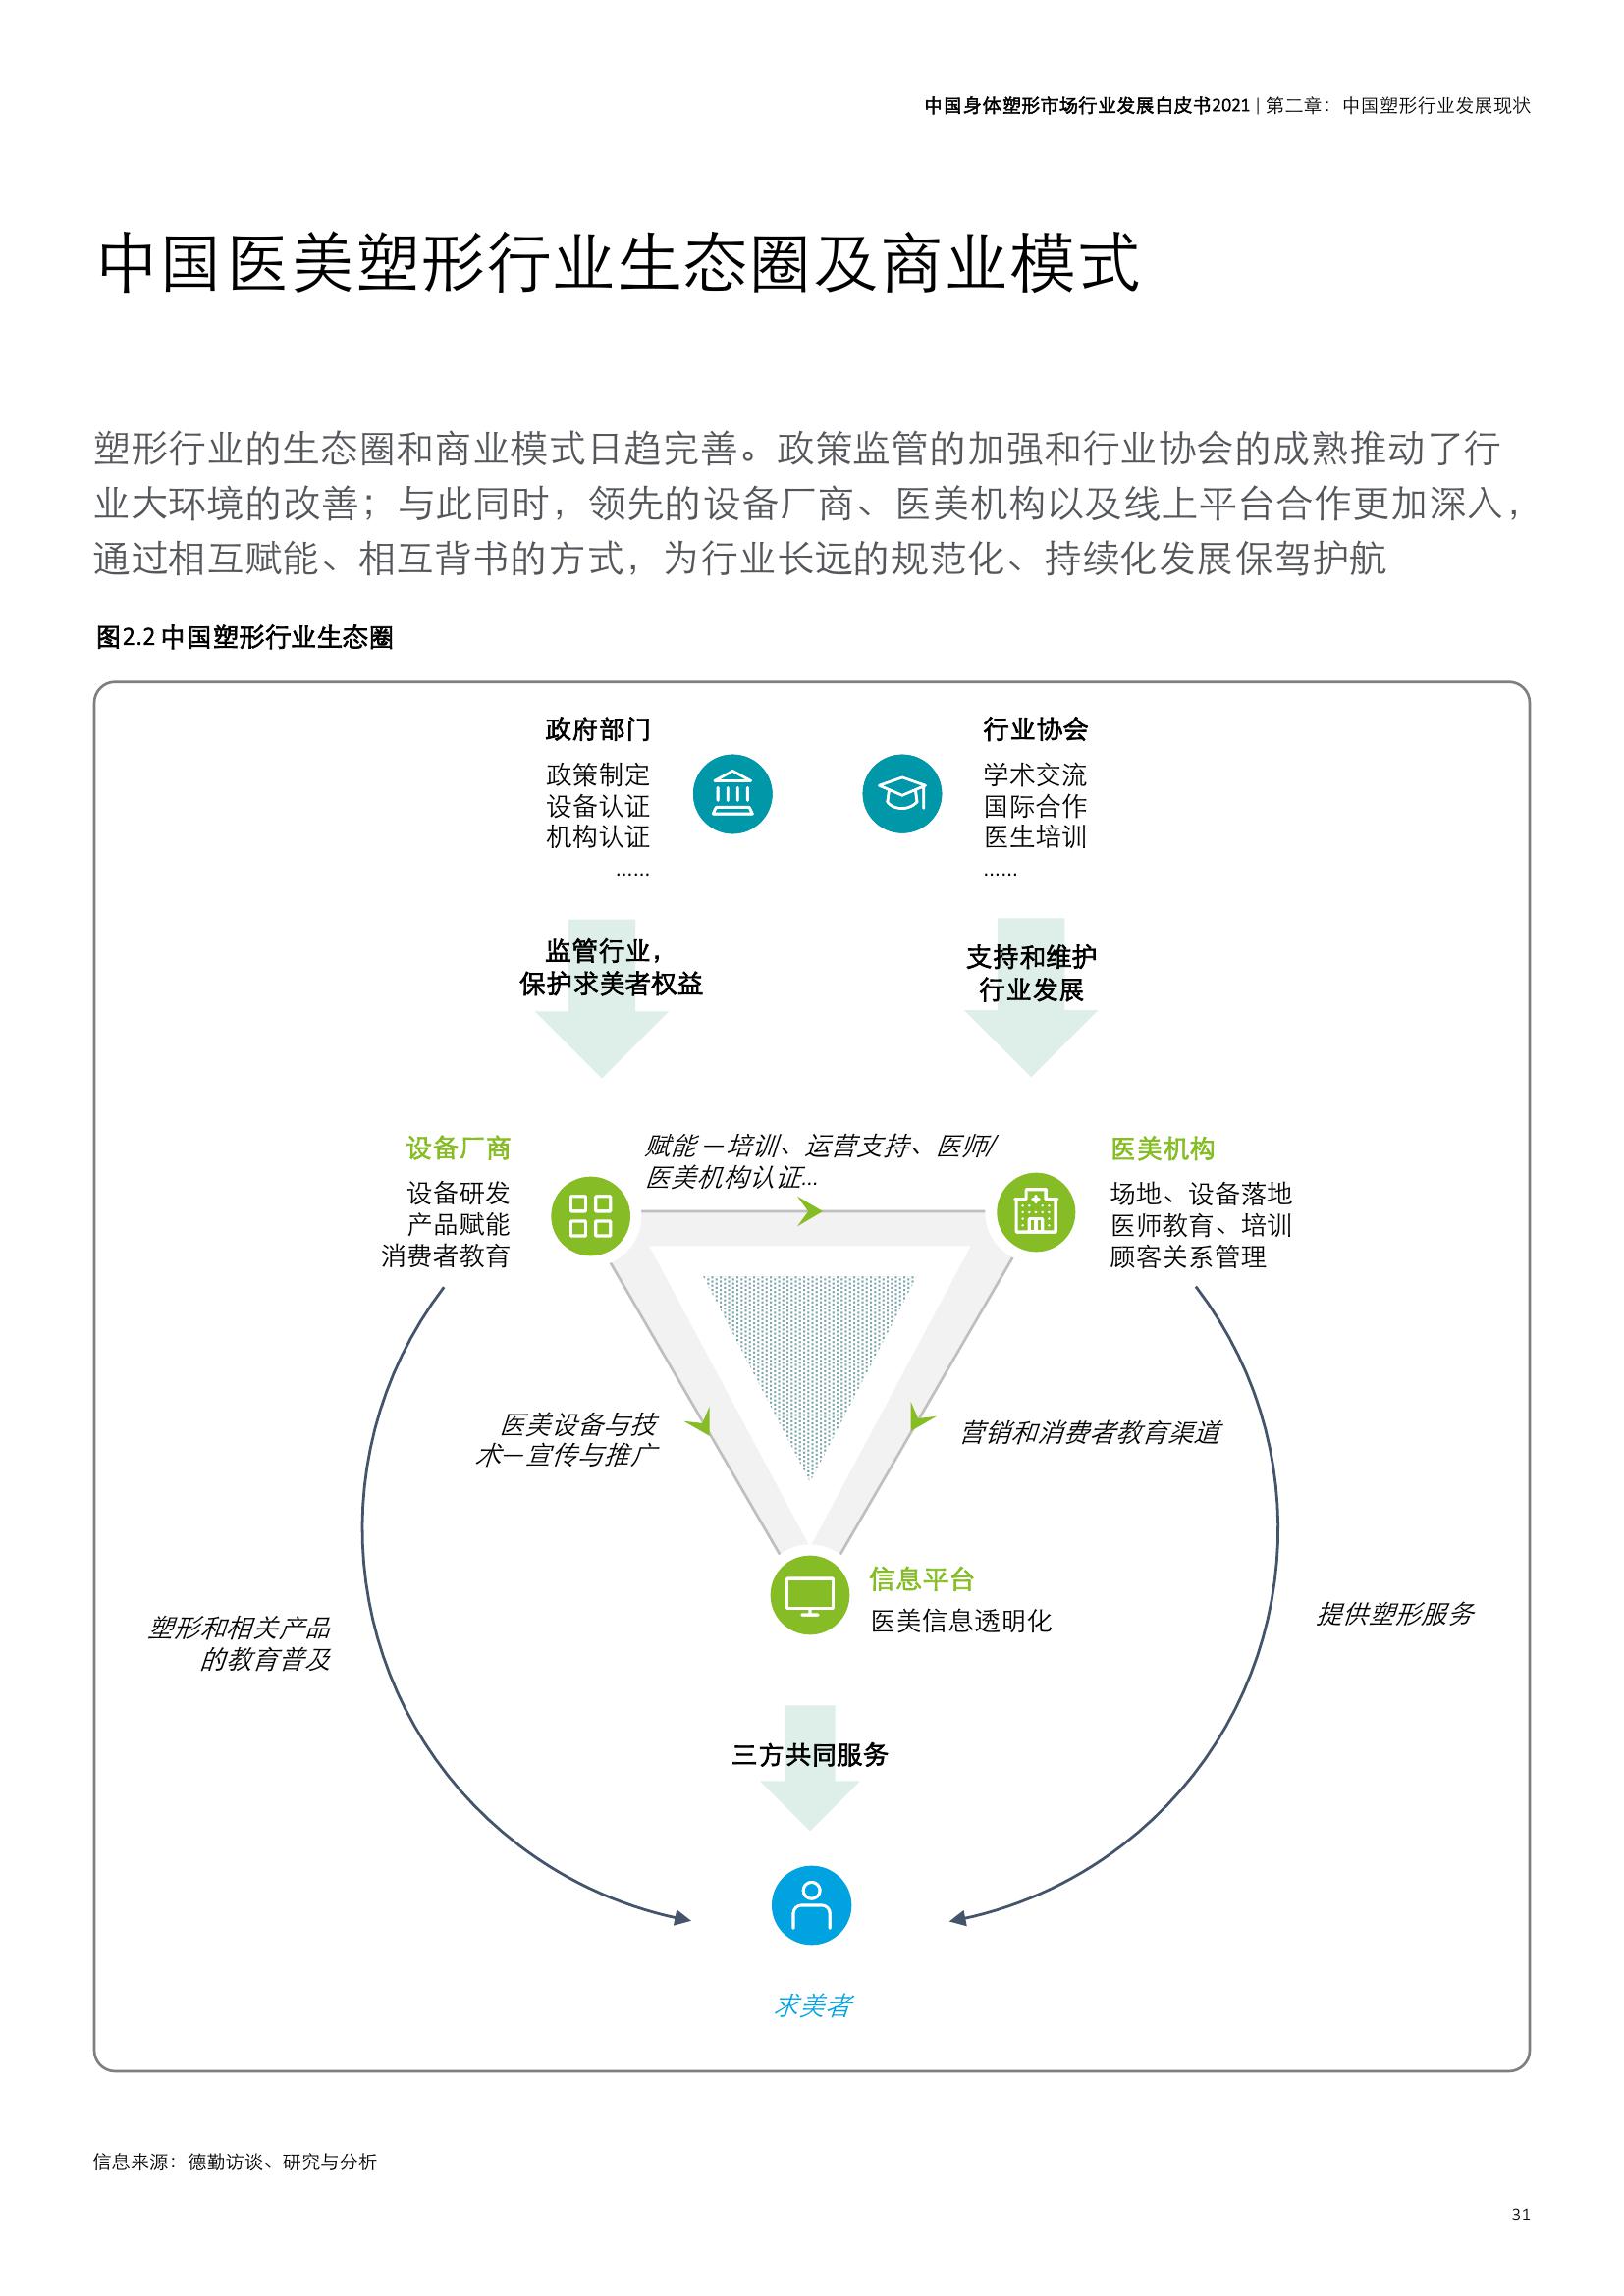 中国身体塑形市场行业发展白皮书2021 | 第二章：中国塑形行业发展现状
中国医美塑形行业生态圈及商业模式
塑形行业的生态圈和商业模式日趋完善。政策监管的加强和行业协会的成熟推动了行
业大环境的改善；与此同时，领先的设备厂商、医美机构以及线上平台合作更加深入，
通过相互赋能、相互背书的方式，为行业长远的规范化、持续化发展保驾护航
图2.2 中国塑形行业生态圈
政府部门
政策制定
设备认证
机构认证
……
行业协会
学术交流
国际合作
医生培训
……
监管行业，
保护求美者权益
支持和维护
行业发展
设备厂商
设备研发
产品赋能
消费者教育
赋能 — 培训、运营支持、医师/
医美机构认证…
医美机构
场地、设备落地
医师教育、培训
顾客关系管理
医美设备与技
术— 宣传与推广
营销和消费者教育渠道
信息平台
医美信息透明化
塑形和相关产品
的教育普及
提供塑形服务
三方共同服务
求美者
信息来源：德勤访谈、研究与分析
31